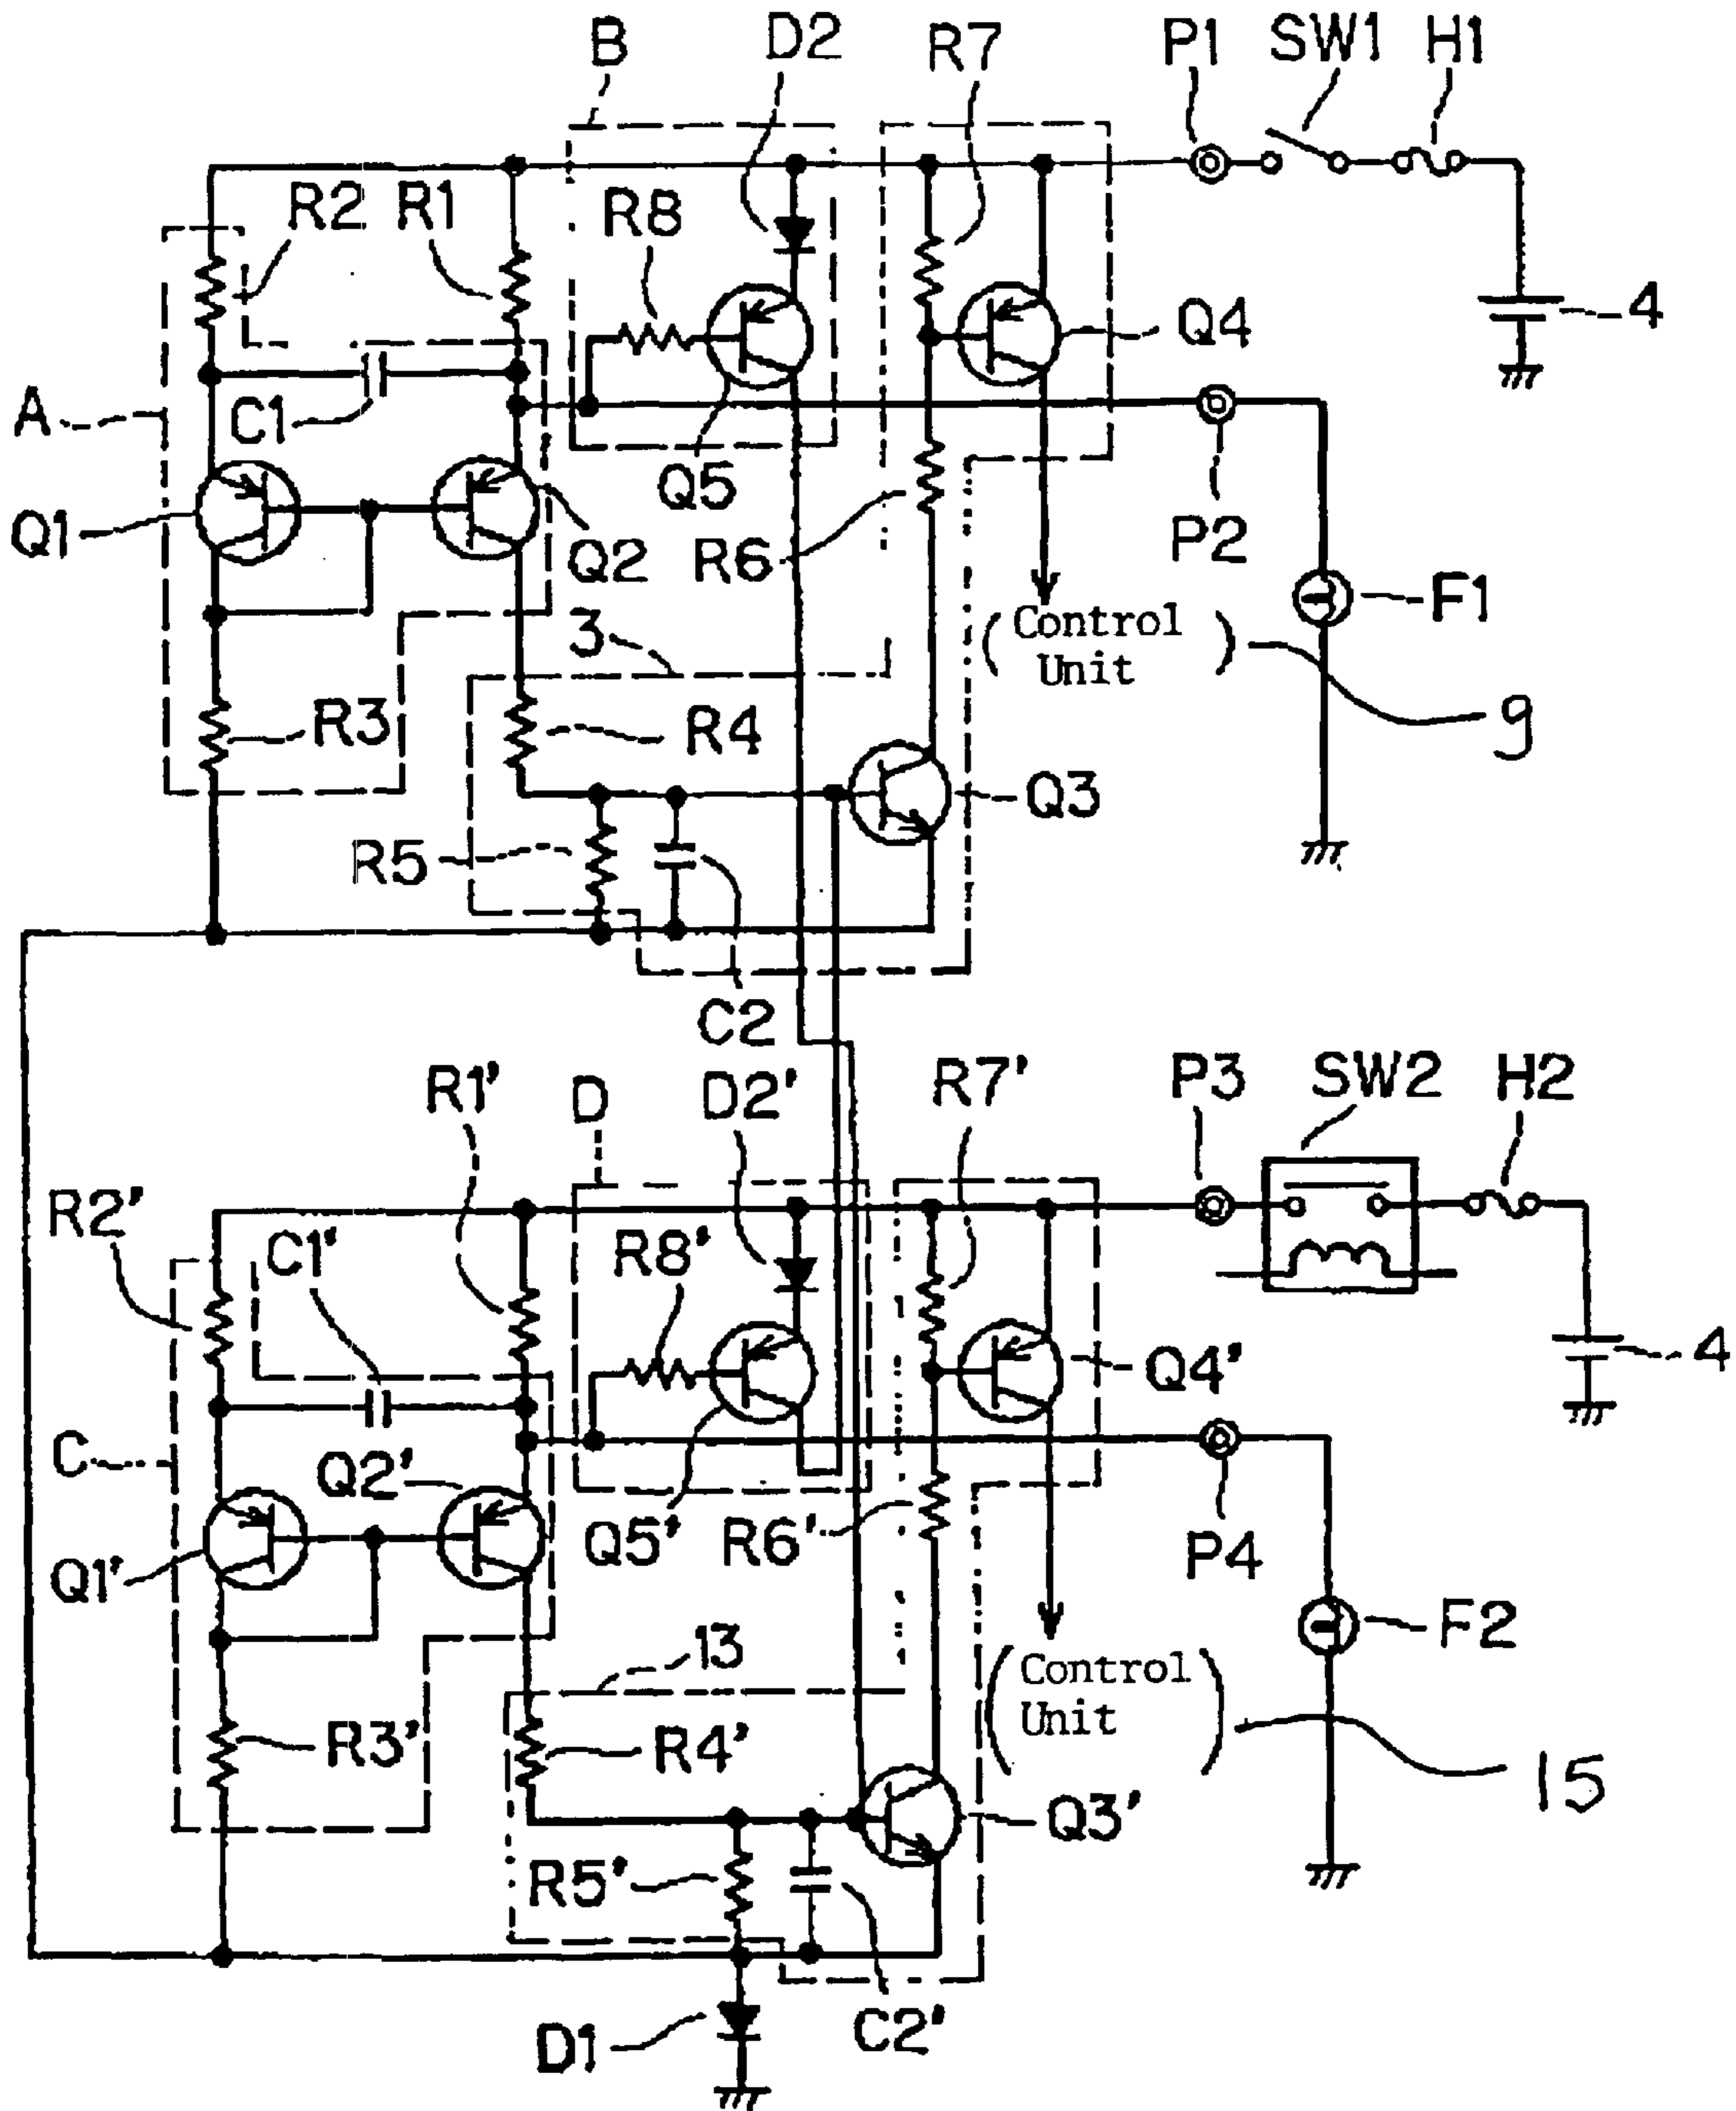 B D2 R7 P1 SW1 H1
R2 R1 R8
Q4 4
A C1
Q5
Q1 Q2 R6 P2
F1
3 (Control
Unit)
R3 R4 9
Q3
R5
C2
R1' D D2' R7' P3 SW2 H2
R2' C1' R8'
Q4' 4
C Q2'
Q5' R6' P4
Q1'
F2
13 (Control
Unit)
R3' R4' 15
Q3'
R5'
D1 C2'